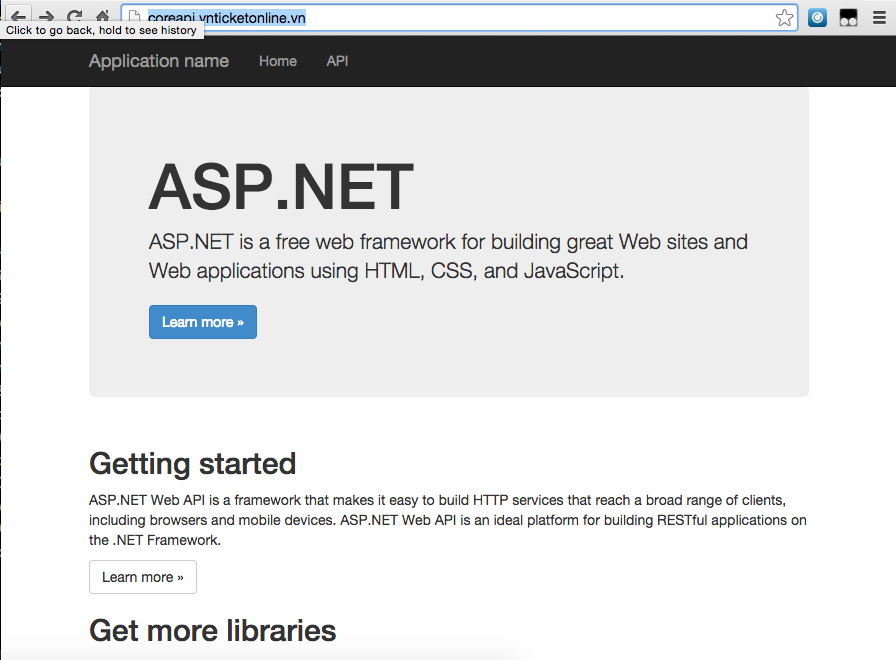 coreapi.vnticketonline.vn
Click to go back, hold to see history
Application name Home API
ASP.NET
ASP.NET is a free web framework for building great Web sites and
Web applications using HTML, CSS, and JavaScript.
Learn more »
Getting started
ASP.NET Web API is a framework that makes it easy to build HTTP services that reach a broad range of clients,
including browsers and mobile devices. ASP.NET Web API is an ideal platform for building RESTful applications on
the .NET Framework.
Learn more »
Get more libraries